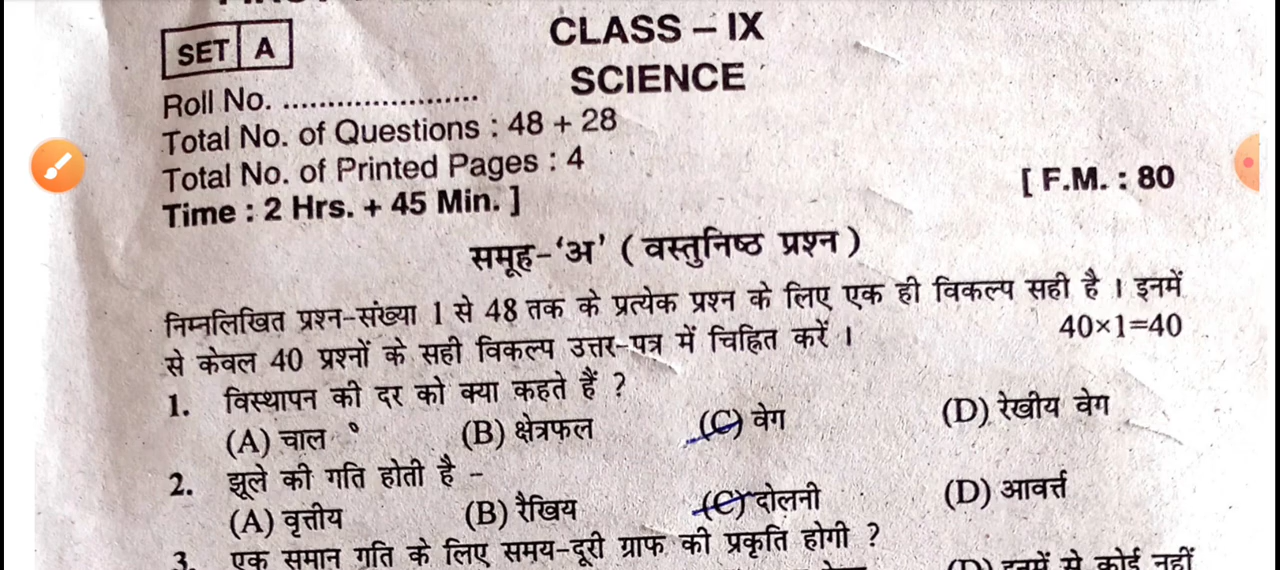 SET A
CLASS – IX
SCIENCE
Roll No. ......................
Total No. of Questions : 48 + 28
Total No. of Printed Pages : 4
Time : 2 Hrs. + 45 Min. ]
[ F.M. : 80
समूह-‘अ’ ( वस्तुनिष्ठ प्रश्न )
निम्नलिखित प्रश्न-संख्या 1 से 48 तक के प्रत्येक प्रश्न के लिए एक ही विकल्प सही है । इनमें
से केवल 40 प्रश्नों के सही विकल्प उत्तर-पत्र में चिह्नित करें ।
40×1=40
1. विस्थापन की दर को क्या कहते हैं ?
(A) चाल (B) क्षेत्रफल (C) वेग (D) रेखीय वेग
2. झूले की गति होती है –
(A) वृत्तीय (B) रैखिय (C) दोलनी (D) आवर्त्त
3. एक समान गति के लिए समय-दूरी ग्राफ की प्रकृति होगी ?
(D) इनमें से कोई नहीं